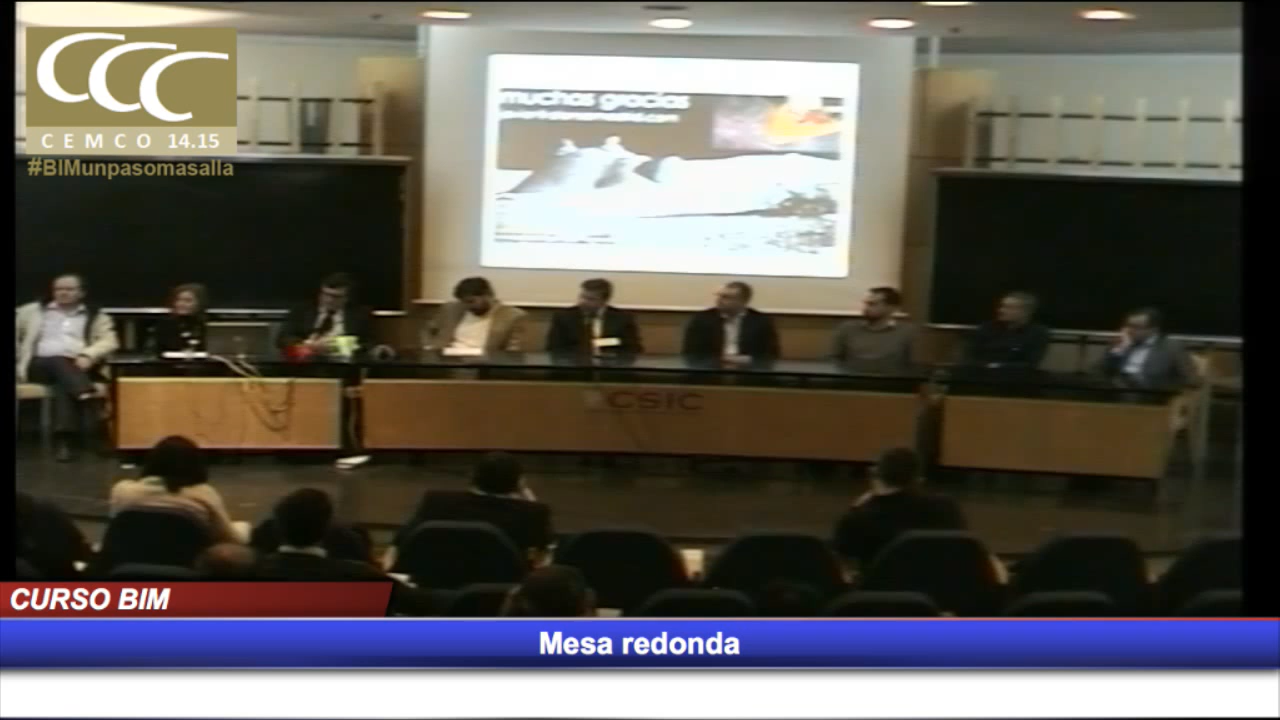 CCC
CEMCO 14.15
#BIMunpasomasalla
muchas gracias
CSIC
CURSO BIM
Mesa redonda